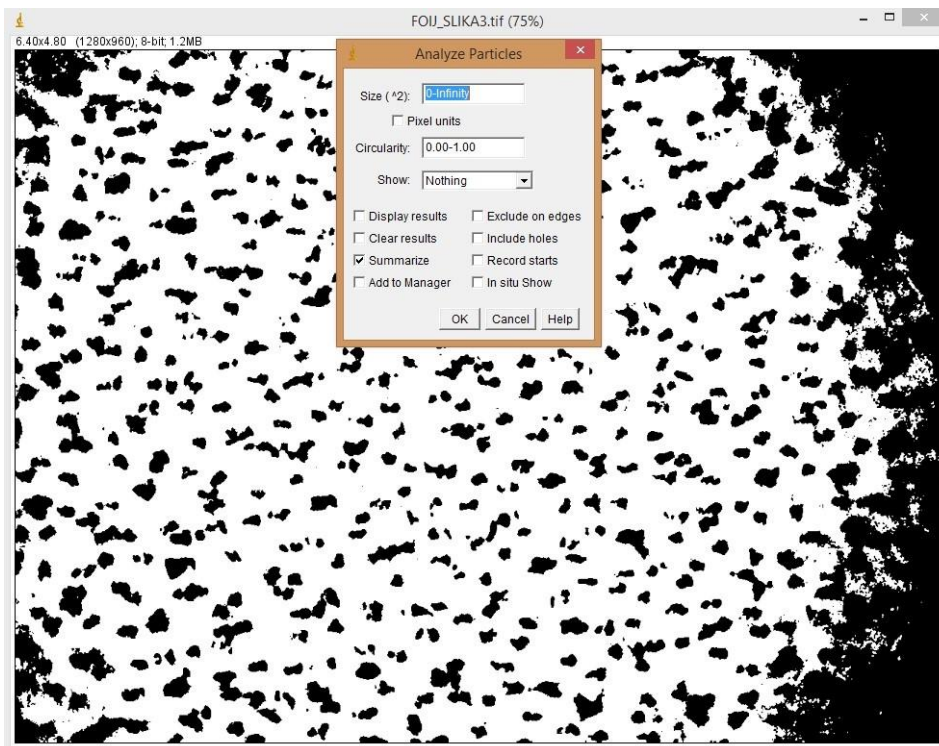 FOIJ_SLIKA3.tif (75%)
6.40x4.80 (1280x960); 8-bit; 1.2MB
Analyze Particles
Size ( ^2): 0-Infinity
Pixel units
Circularity: 0.00-1.00
Show: Nothing
Display results Exclude on edges
Clear results Include holes
Summarize Record starts
Add to Manager In situ Show
OK Cancel Help